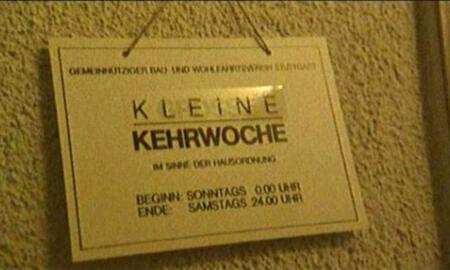 GEMEINNÜTZIGER BAU- UND WOHLFAHRTSVEREIN STUTTGART
KLEINE
KEHRWOCHE
IM SINNE DER HAUSORDNUNG
BEGINN: SONNTAGS 0.00 UHR
ENDE: SAMSTAGS 24.00 UHR